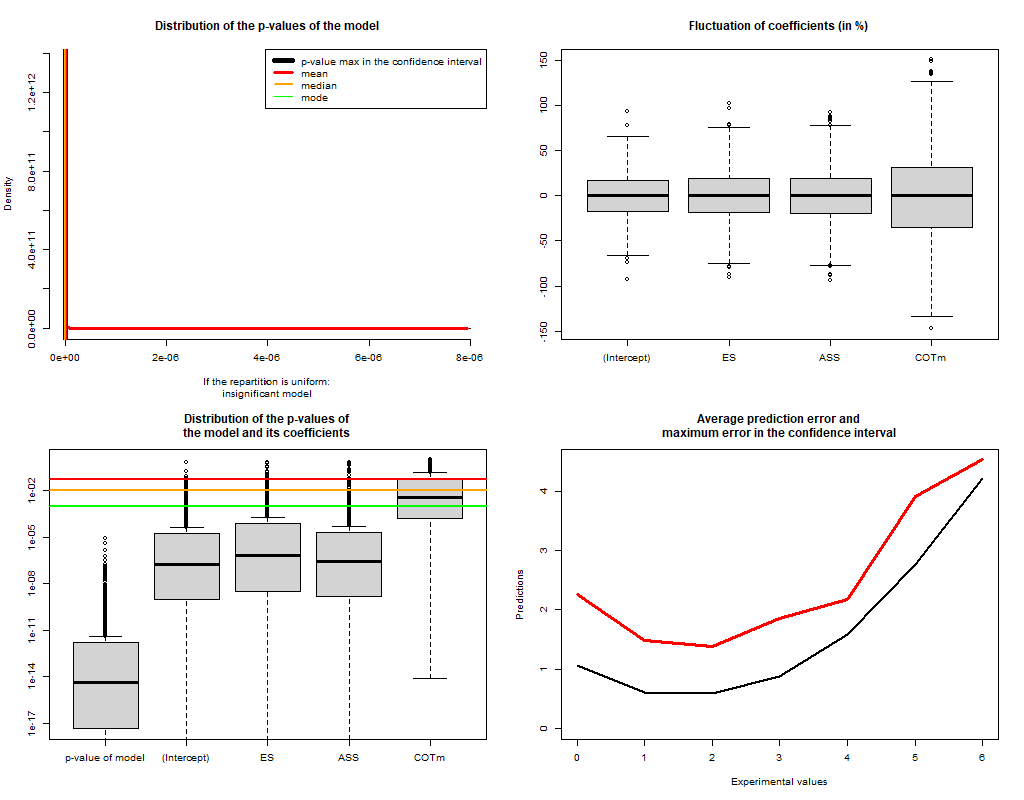 Distribution of the p-values of the model
p-value max in the confidence interval
mean
median
mode
Density
0.0e+00
4.0e+11
8.0e+11
1.2e+12
0e+00
2e-06
4e-06
6e-06
8e-06
If the repartition is uniform:
insignificant model
Fluctuation of coefficients (in %)
150
100
50
0
-50
-100
-150
(Intercept)
ES
ASS
COTm
Distribution of the p-values of
the model and its coefficients
1e-02
1e-05
1e-08
1e-11
1e-14
1e-17
p-value of model
(Intercept)
ES
ASS
COTm
Average prediction error and
maximum error in the confidence interval
Predictions
4
3
2
1
0
0
1
2
3
4
5
6
Experimental values